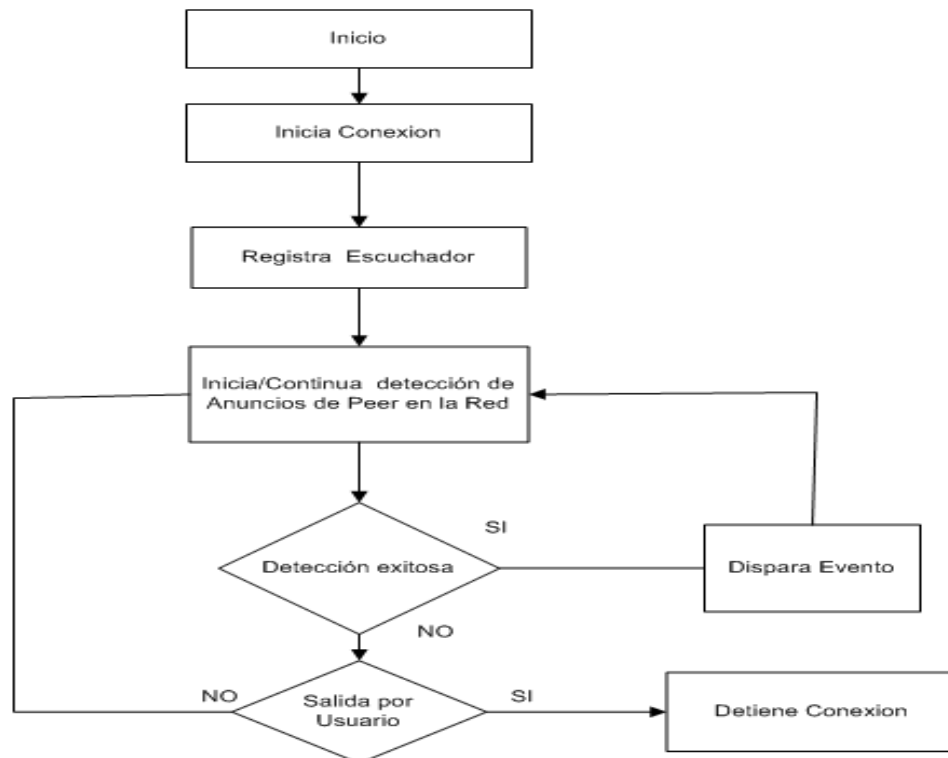 Inicio
Inicia Conexion
Registra Escuchador
Inicia/Continua detección de
Anuncios de Peer en la Red
SI
Detección exitosa
Dispara Evento
NO
NO
Salida por
Usuario
SI
Detiene Conexion